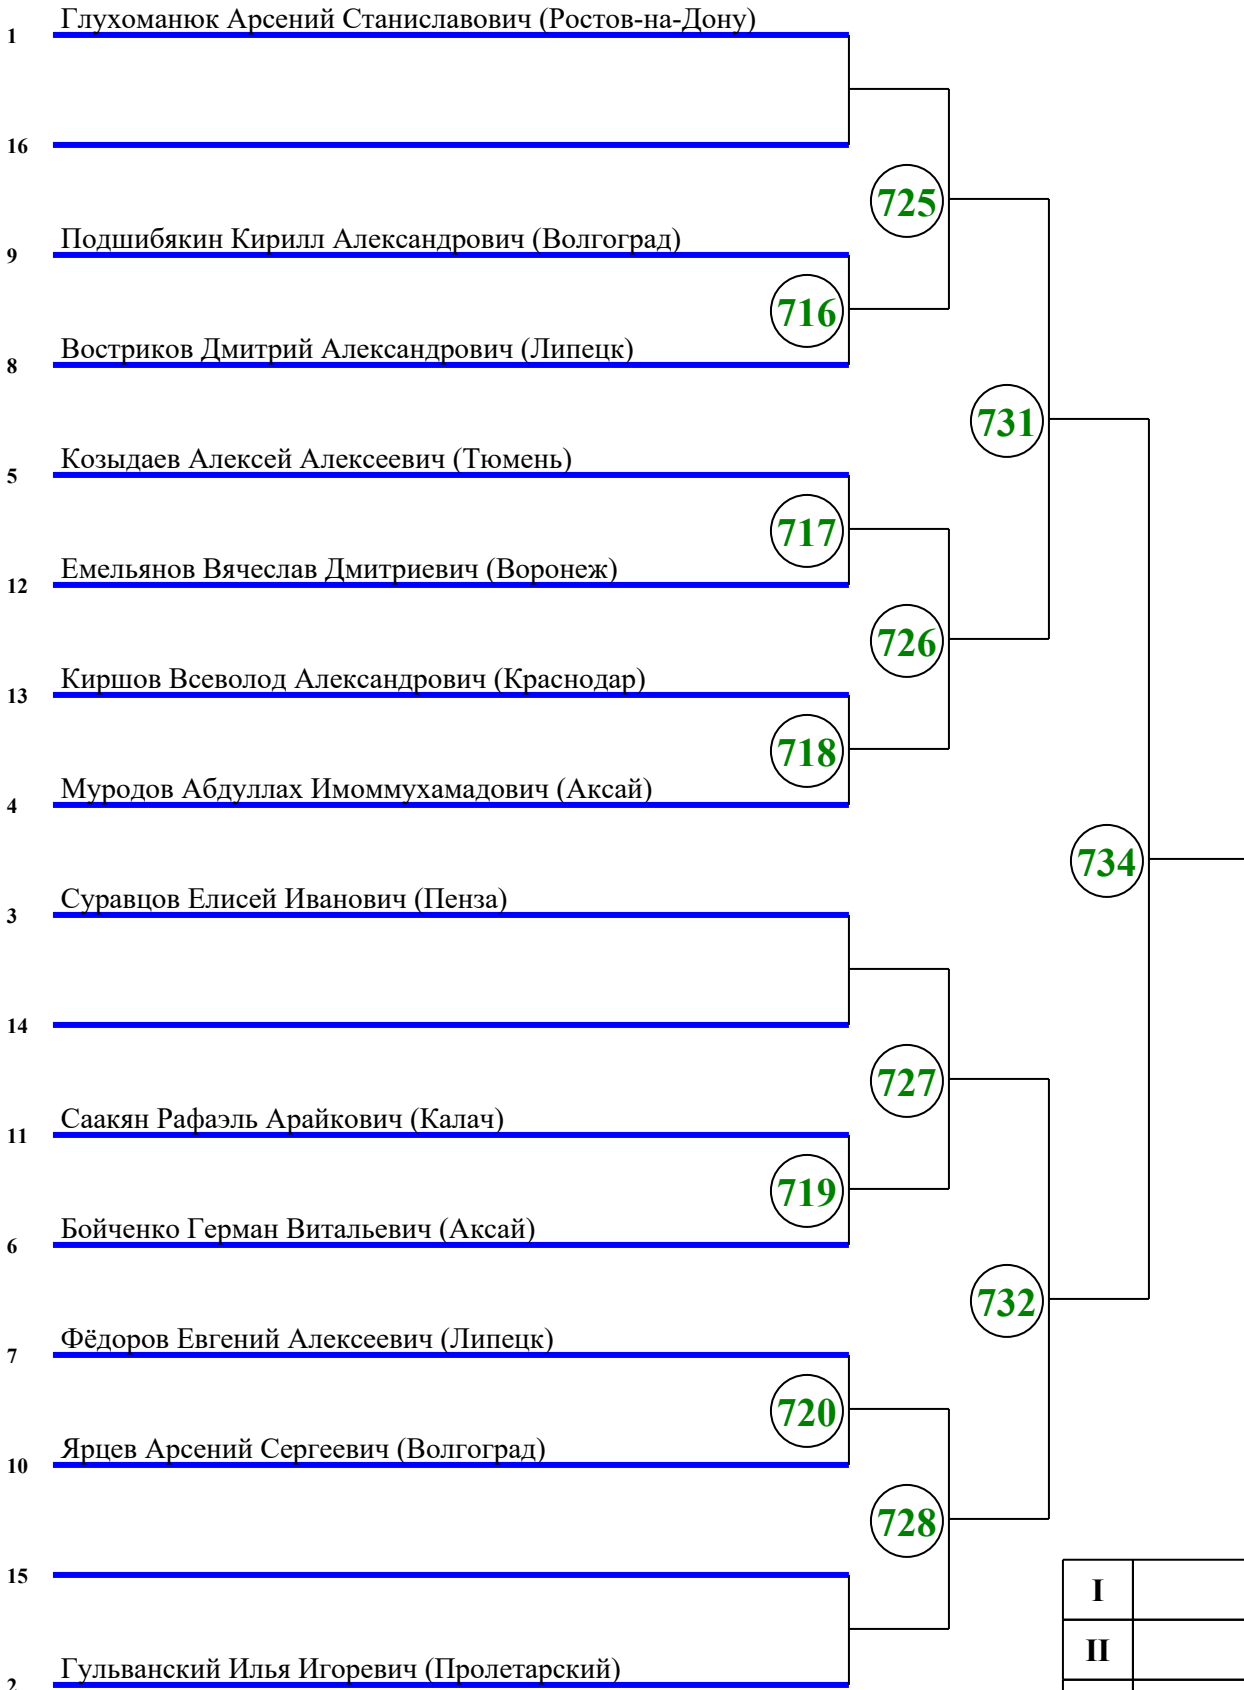 Глухоманюк Арсений Станиславович (Ростов-на-Дону)
1
16
725
Подшибякин Кирилл Александрович (Волгоград)
9
716
Востриков Дмитрий Александрович (Липецк)
8
731
Козыдаев Алексей Алексеевич (Тюмень)
5
717
Емельянов Вячеслав Дмитриевич (Воронеж)
12
726
Киршов Всеволод Александрович (Краснодар)
13
718
Муродов Абдуллах Имоммухамадович (Аксай)
4
734
Суравцов Елисей Иванович (Пенза)
3
14
727
Саакян Рафаэль Арайкович (Калач)
11
719
Бойченко Герман Витальевич (Аксай)
6
732
Фёдоров Евгений Алексеевич (Липецк)
7
720
Ярцев Арсений Сергеевич (Волгоград)
10
728
15
I
II
Гульванский Илья Игоревич (Пролетарский)
2